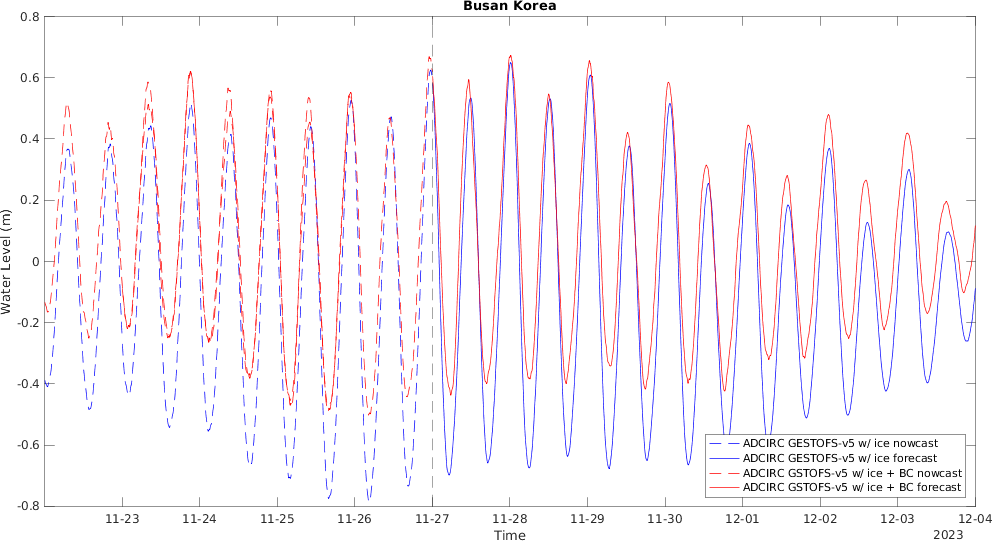 Busan Korea
Water Level (m)
0.8
0.6
0.4
0.2
0
-0.2
-0.4
-0.6
-0.8
ADCIRC GESTOFS-v5 w/ ice nowcast
ADCIRC GESTOFS-v5 w/ ice forecast
ADCIRC GSTOFS-v5 w/ ice + BC nowcast
ADCIRC GSTOFS-v5 w/ ice + BC forecast
11-23 11-24 11-25 11-26 11-27 11-28 11-29 11-30 12-01 12-02 12-03 12-04
Time
2023